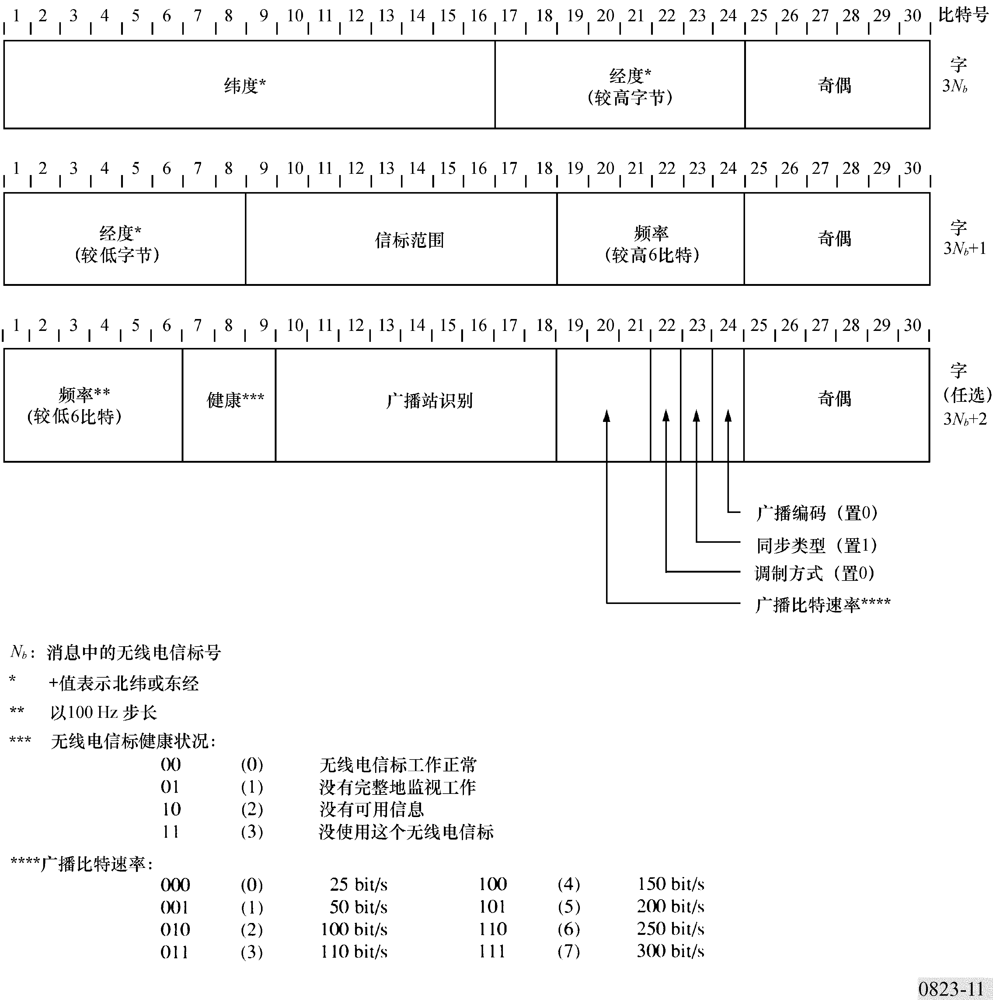 1 2 3 4 5 6 7 8 9 10 11 12 13 14 15 16 17 18 19 20 21 22 23 24 25 26 27 28 29 30 比特号
纬度*
经度*
(较高字节)
奇偶
字
3Nb
1 2 3 4 5 6 7 8 9 10 11 12 13 14 15 16 17 18 19 20 21 22 23 24 25 26 27 28 29 30
经度*
(较低字节)
信标范围
频率
(较高6比特)
奇偶
字
3Nb+1
1 2 3 4 5 6 7 8 9 10 11 12 13 14 15 16 17 18 19 20 21 22 23 24 25 26 27 28 29 30
频率**
(较低6比特)
健康***
广播站识别
奇偶
字
(任选)
3Nb+2
广播编码（置0）
同步类型（置1）
调制方式（置0）
广播比特速率****
Nb： 消息中的无线电信标号
* +值表示北纬或东经
** 以100 Hz 步长
*** 无线电信标健康状况：
00 (0) 无线电信标工作正常
01 (1) 没有完整地监视工作
10 (2) 没有可用信息
11 (3) 没使用这个无线电信标
****广播比特速率：
000 (0) 25 bit/s 100 (4) 150 bit/s
001 (1) 50 bit/s 101 (5) 200 bit/s
010 (2) 100 bit/s 110 (6) 250 bit/s
011 (3) 110 bit/s 111 (7) 300 bit/s
0823-11